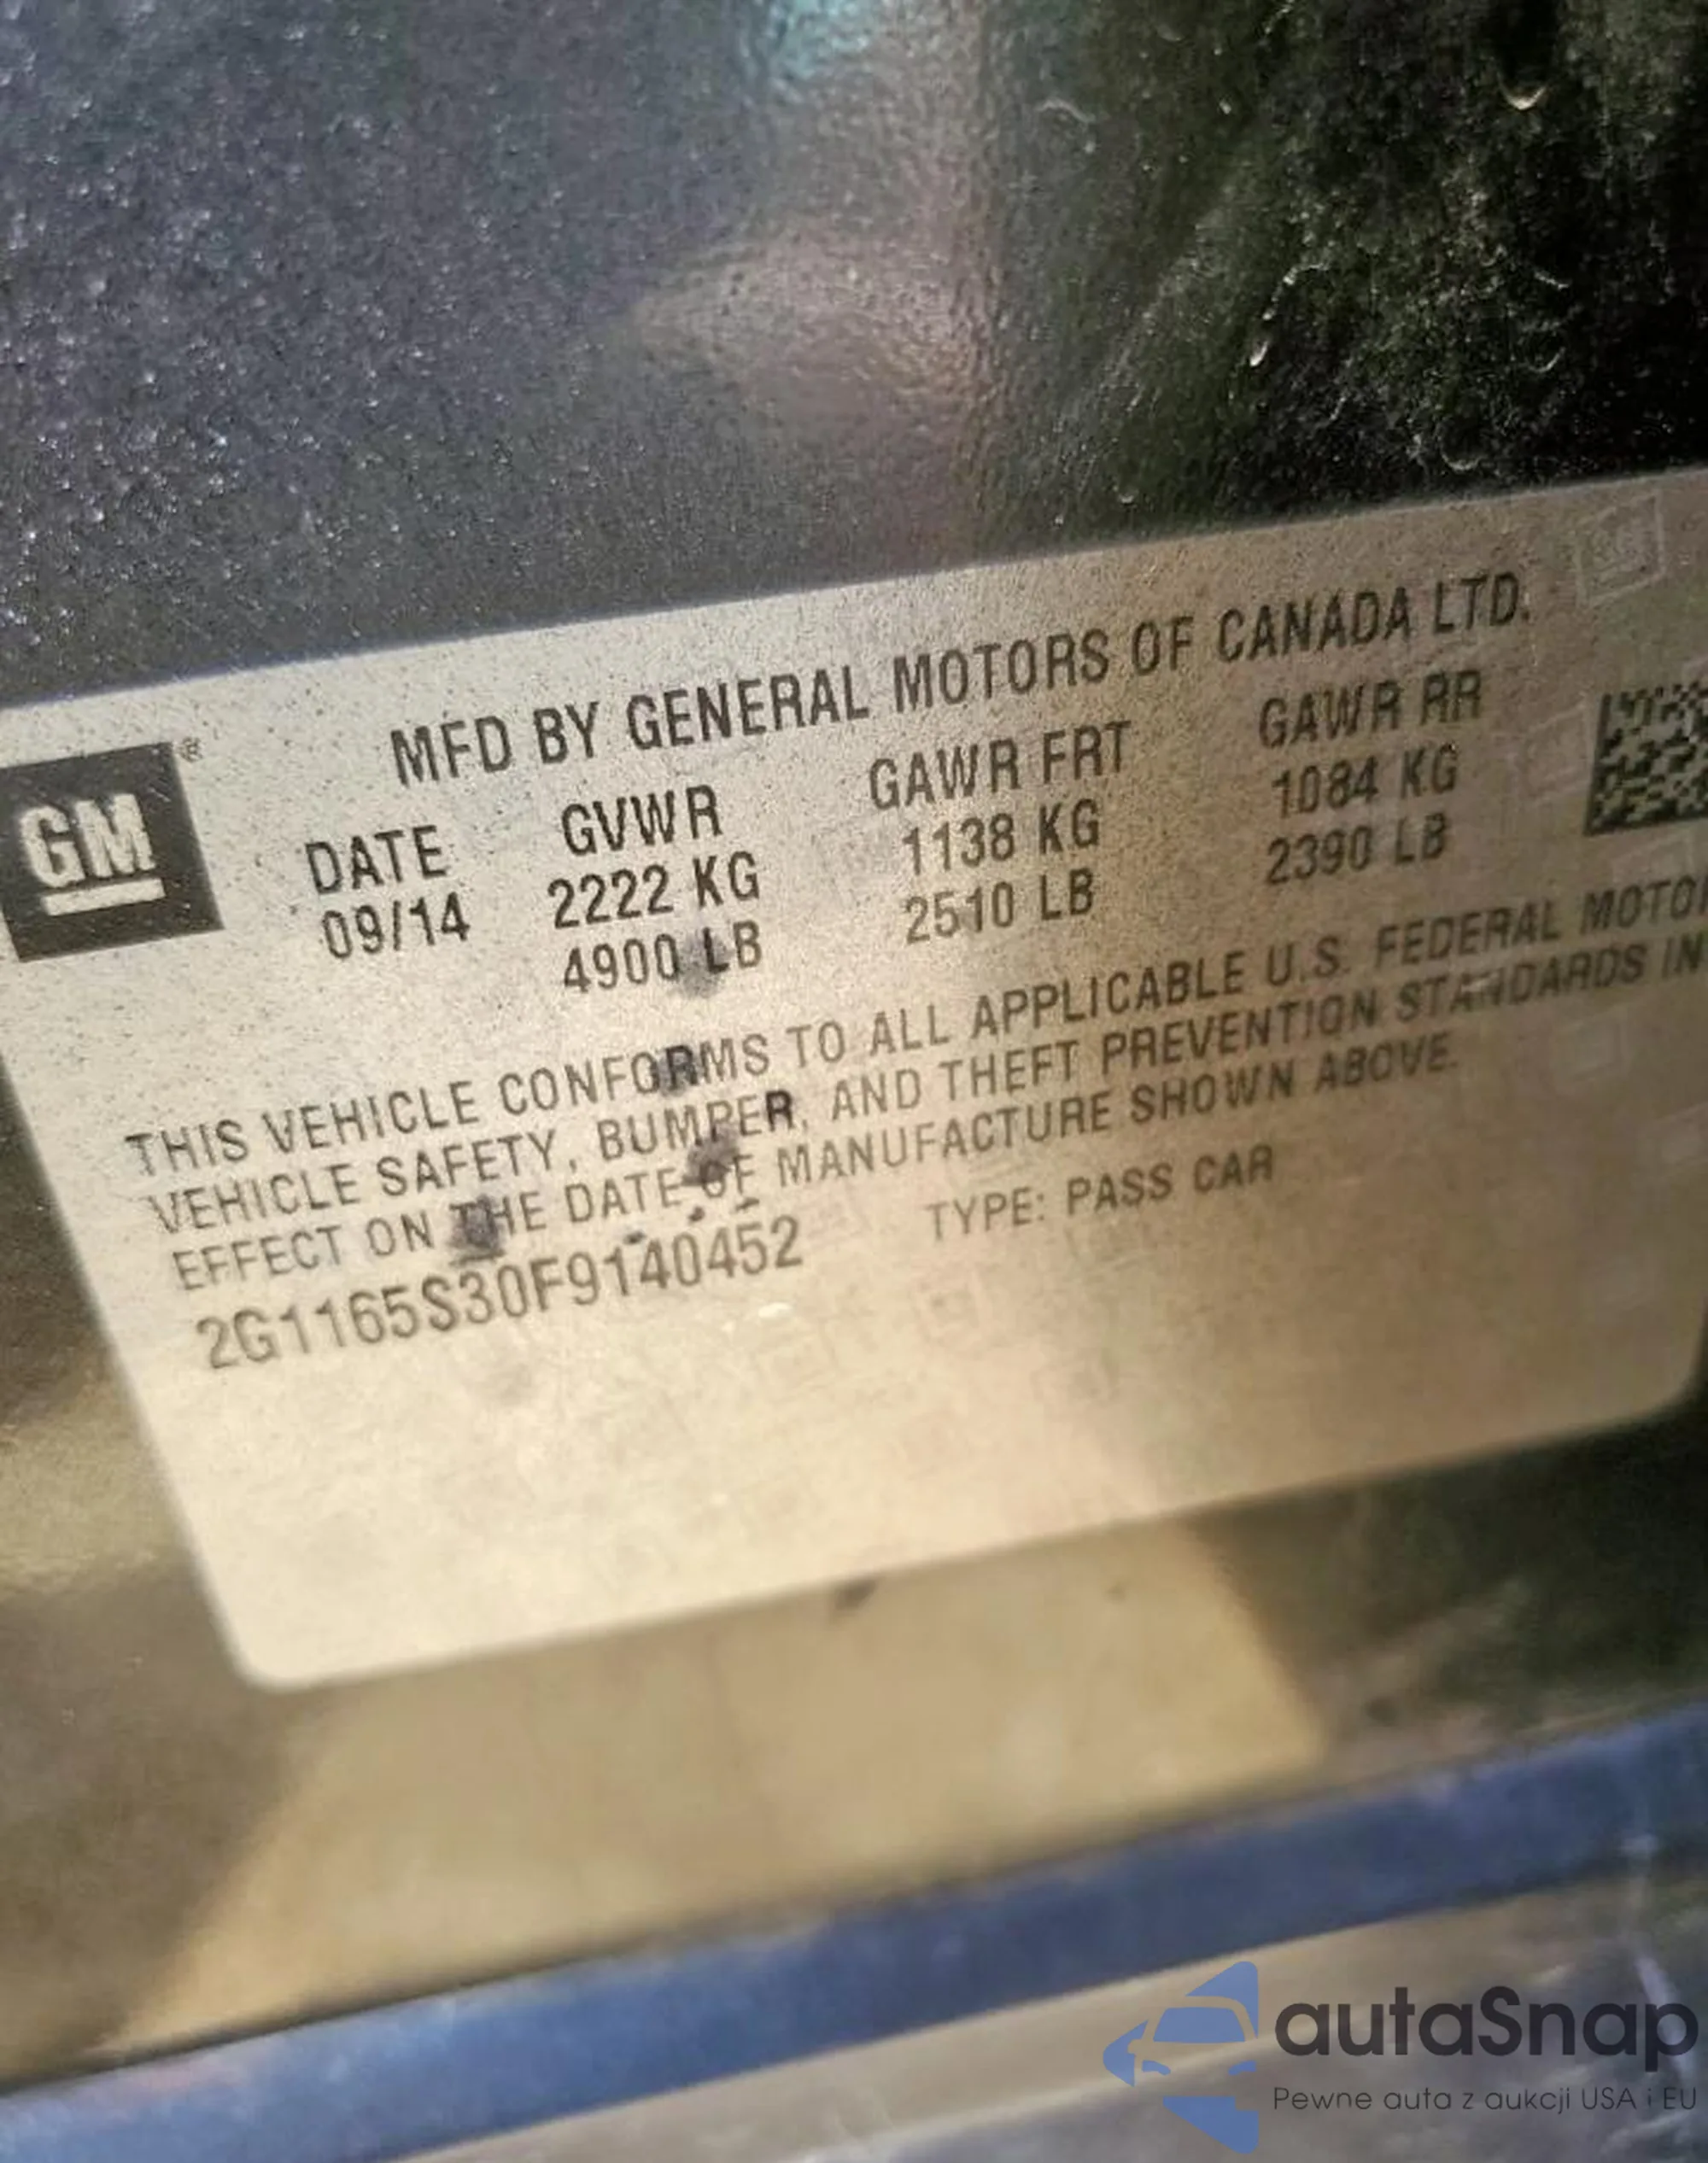 MFD BY GENERAL MOTORS OF CANADA LTD.
GM®
DATE GVWR GAWR FRT GAWR RR
09/14 2222 KG 1138 KG 1084 KG
4900 LB 2510 LB 2390 LB
THIS VEHICLE CONFORMS TO ALL APPLICABLE U.S. FEDERAL MOTO
VEHICLE SAFETY, BUMPER, AND THEFT PREVENTION STANDARDS IN
EFFECT ON THE DATE OF MANUFACTURE SHOWN ABOVE.
2G1165S30F9140452 TYPE: PASS CAR
autaSnap
Pewne auta z aukcji USA i EU